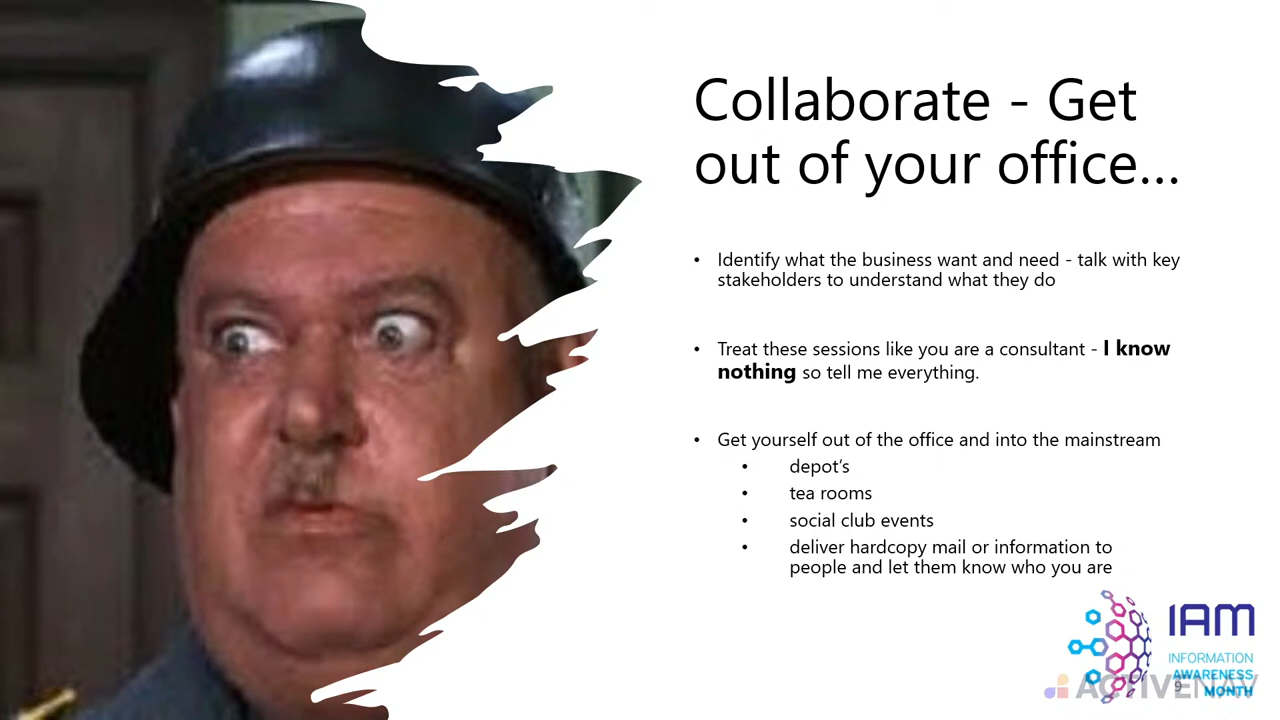 Collaborate - Get
out of your office...
• Identify what the business want and need - talk with key
stakeholders to understand what they do
• Treat these sessions like you are a consultant - I know
nothing so tell me everything.
• Get yourself out of the office and into the mainstream
• depot's
• tea rooms
• social club events
• deliver hardcopy mail or information to
people and let them know who you are
IAM
INFORMATION
AWARENESS
MONTH
ACTIVENAV
9